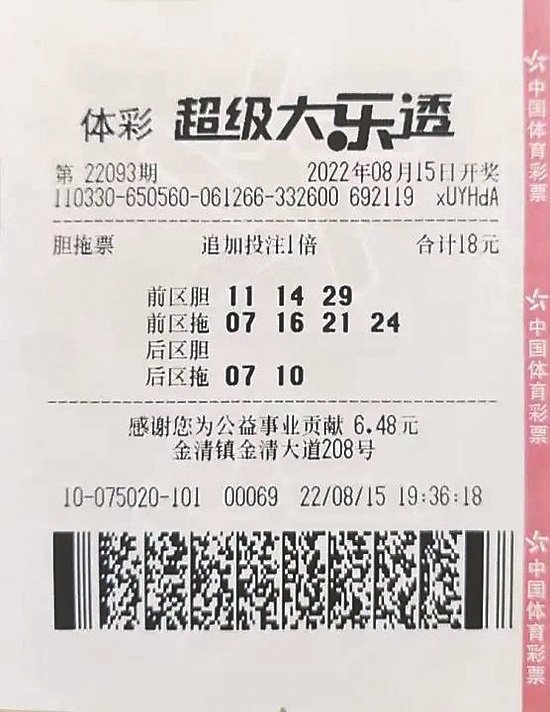 体彩 超级大乐透
第 22093期 2022年08月15日开奖
110330-650560-061266-332600 692119 xUYHdA
胆拖票 追加投注1倍 合计18元
前区胆 11 14 29
前区拖 07 16 21 24
后区胆
后区拖 07 10
感谢您为公益事业贡献 6.48元
金清镇金清大道208号
10-075020-101 00069 22/08/15 19:36:18
中国体育彩票
中国体育彩票
中国体育彩票